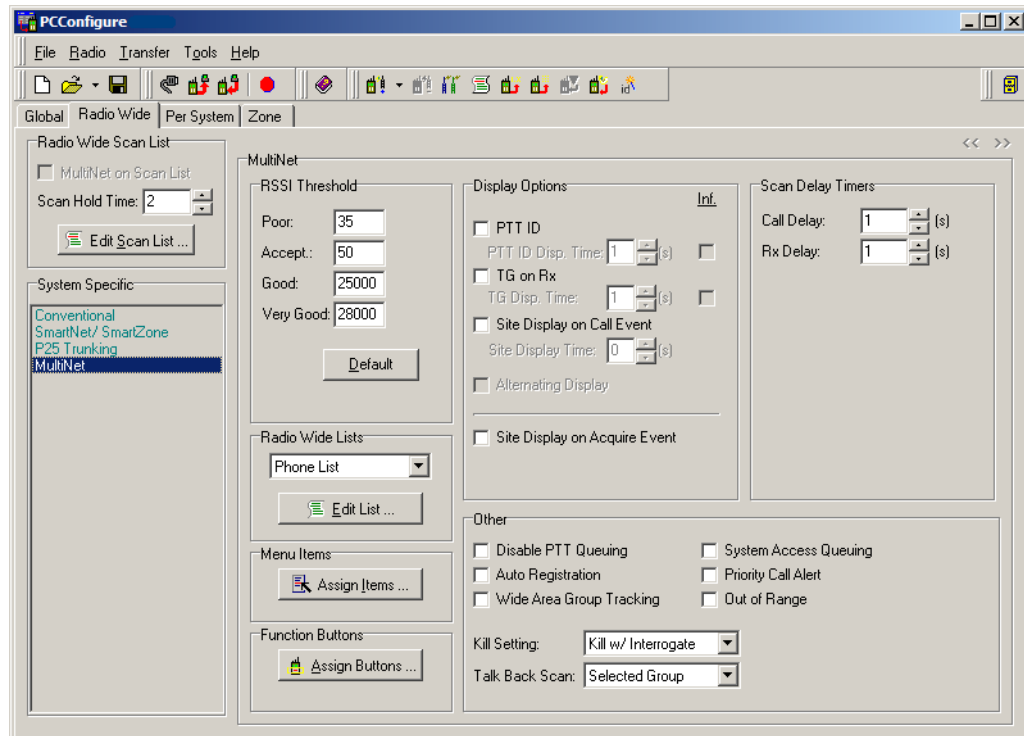 PCConfigure
File Radio Transfer Tools Help
id
Global Radio Wide Per System Zone
<< >>
Radio Wide Scan List
MultiNet on Scan List
Scan Hold Time: 2
Edit Scan List ...
System Specific
Conventional
SmartNet/ SmartZone
P25 Trunking
MultiNet
MultiNet
RSSI Threshold
Poor: 35
Accept.: 50
Good: 25000
Very Good: 28000
Default
Radio Wide Lists
Phone List
Edit List ...
Menu Items
Assign Items ...
Function Buttons
Assign Buttons ...
Display Options
Inf.
PTT ID
PTT ID Disp. Time: 1 (s)
TG on Rx
TG Disp. Time: 1 (s)
Site Display on Call Event
Site Display Time: 0 (s)
Alternating Display
Site Display on Acquire Event
Scan Delay Timers
Call Delay: 1 (s)
Rx Delay: 1 (s)
Other
Disable PTT Queuing System Access Queuing
Auto Registration Priority Call Alert
Wide Area Group Tracking Out of Range
Kill Setting: Kill w/ Interrogate
Talk Back Scan: Selected Group